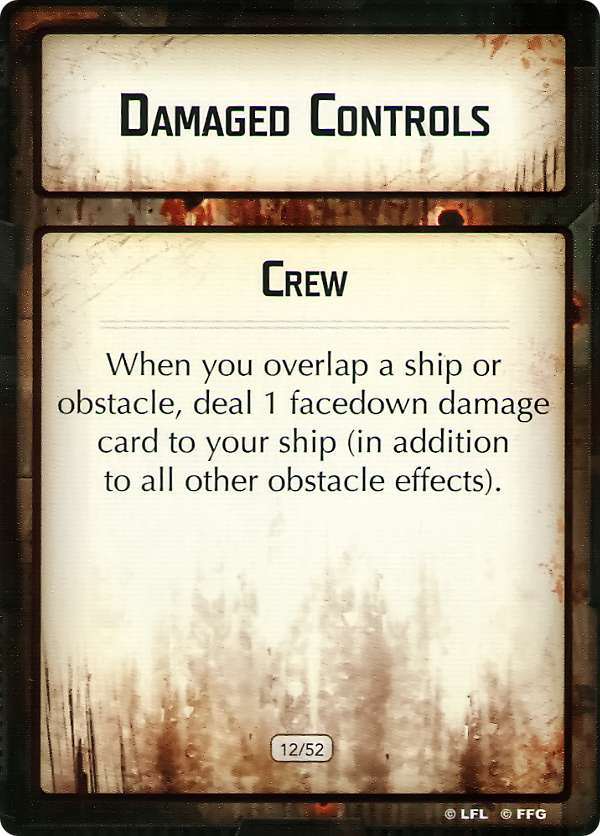 DAMAGED CONTROLS
CREW
When you overlap a ship or
obstacle, deal 1 facedown damage
card to your ship (in addition
to all other obstacle effects).
12/52
© LFL © FFG